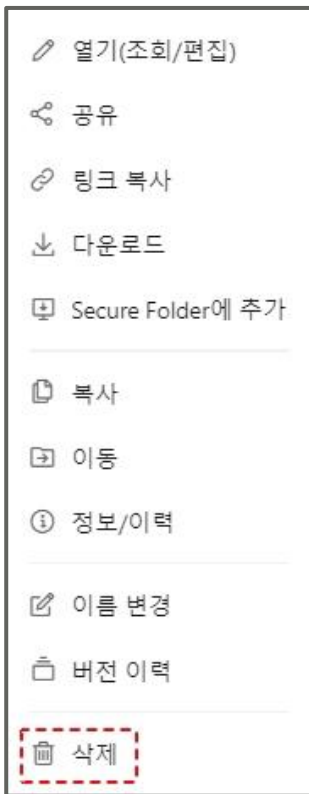 열기(조회/편집)
공유
링크 복사
다운로드
Secure Folder에 추가
복사
이동
정보/이력
이름 변경
버전 이력
삭제